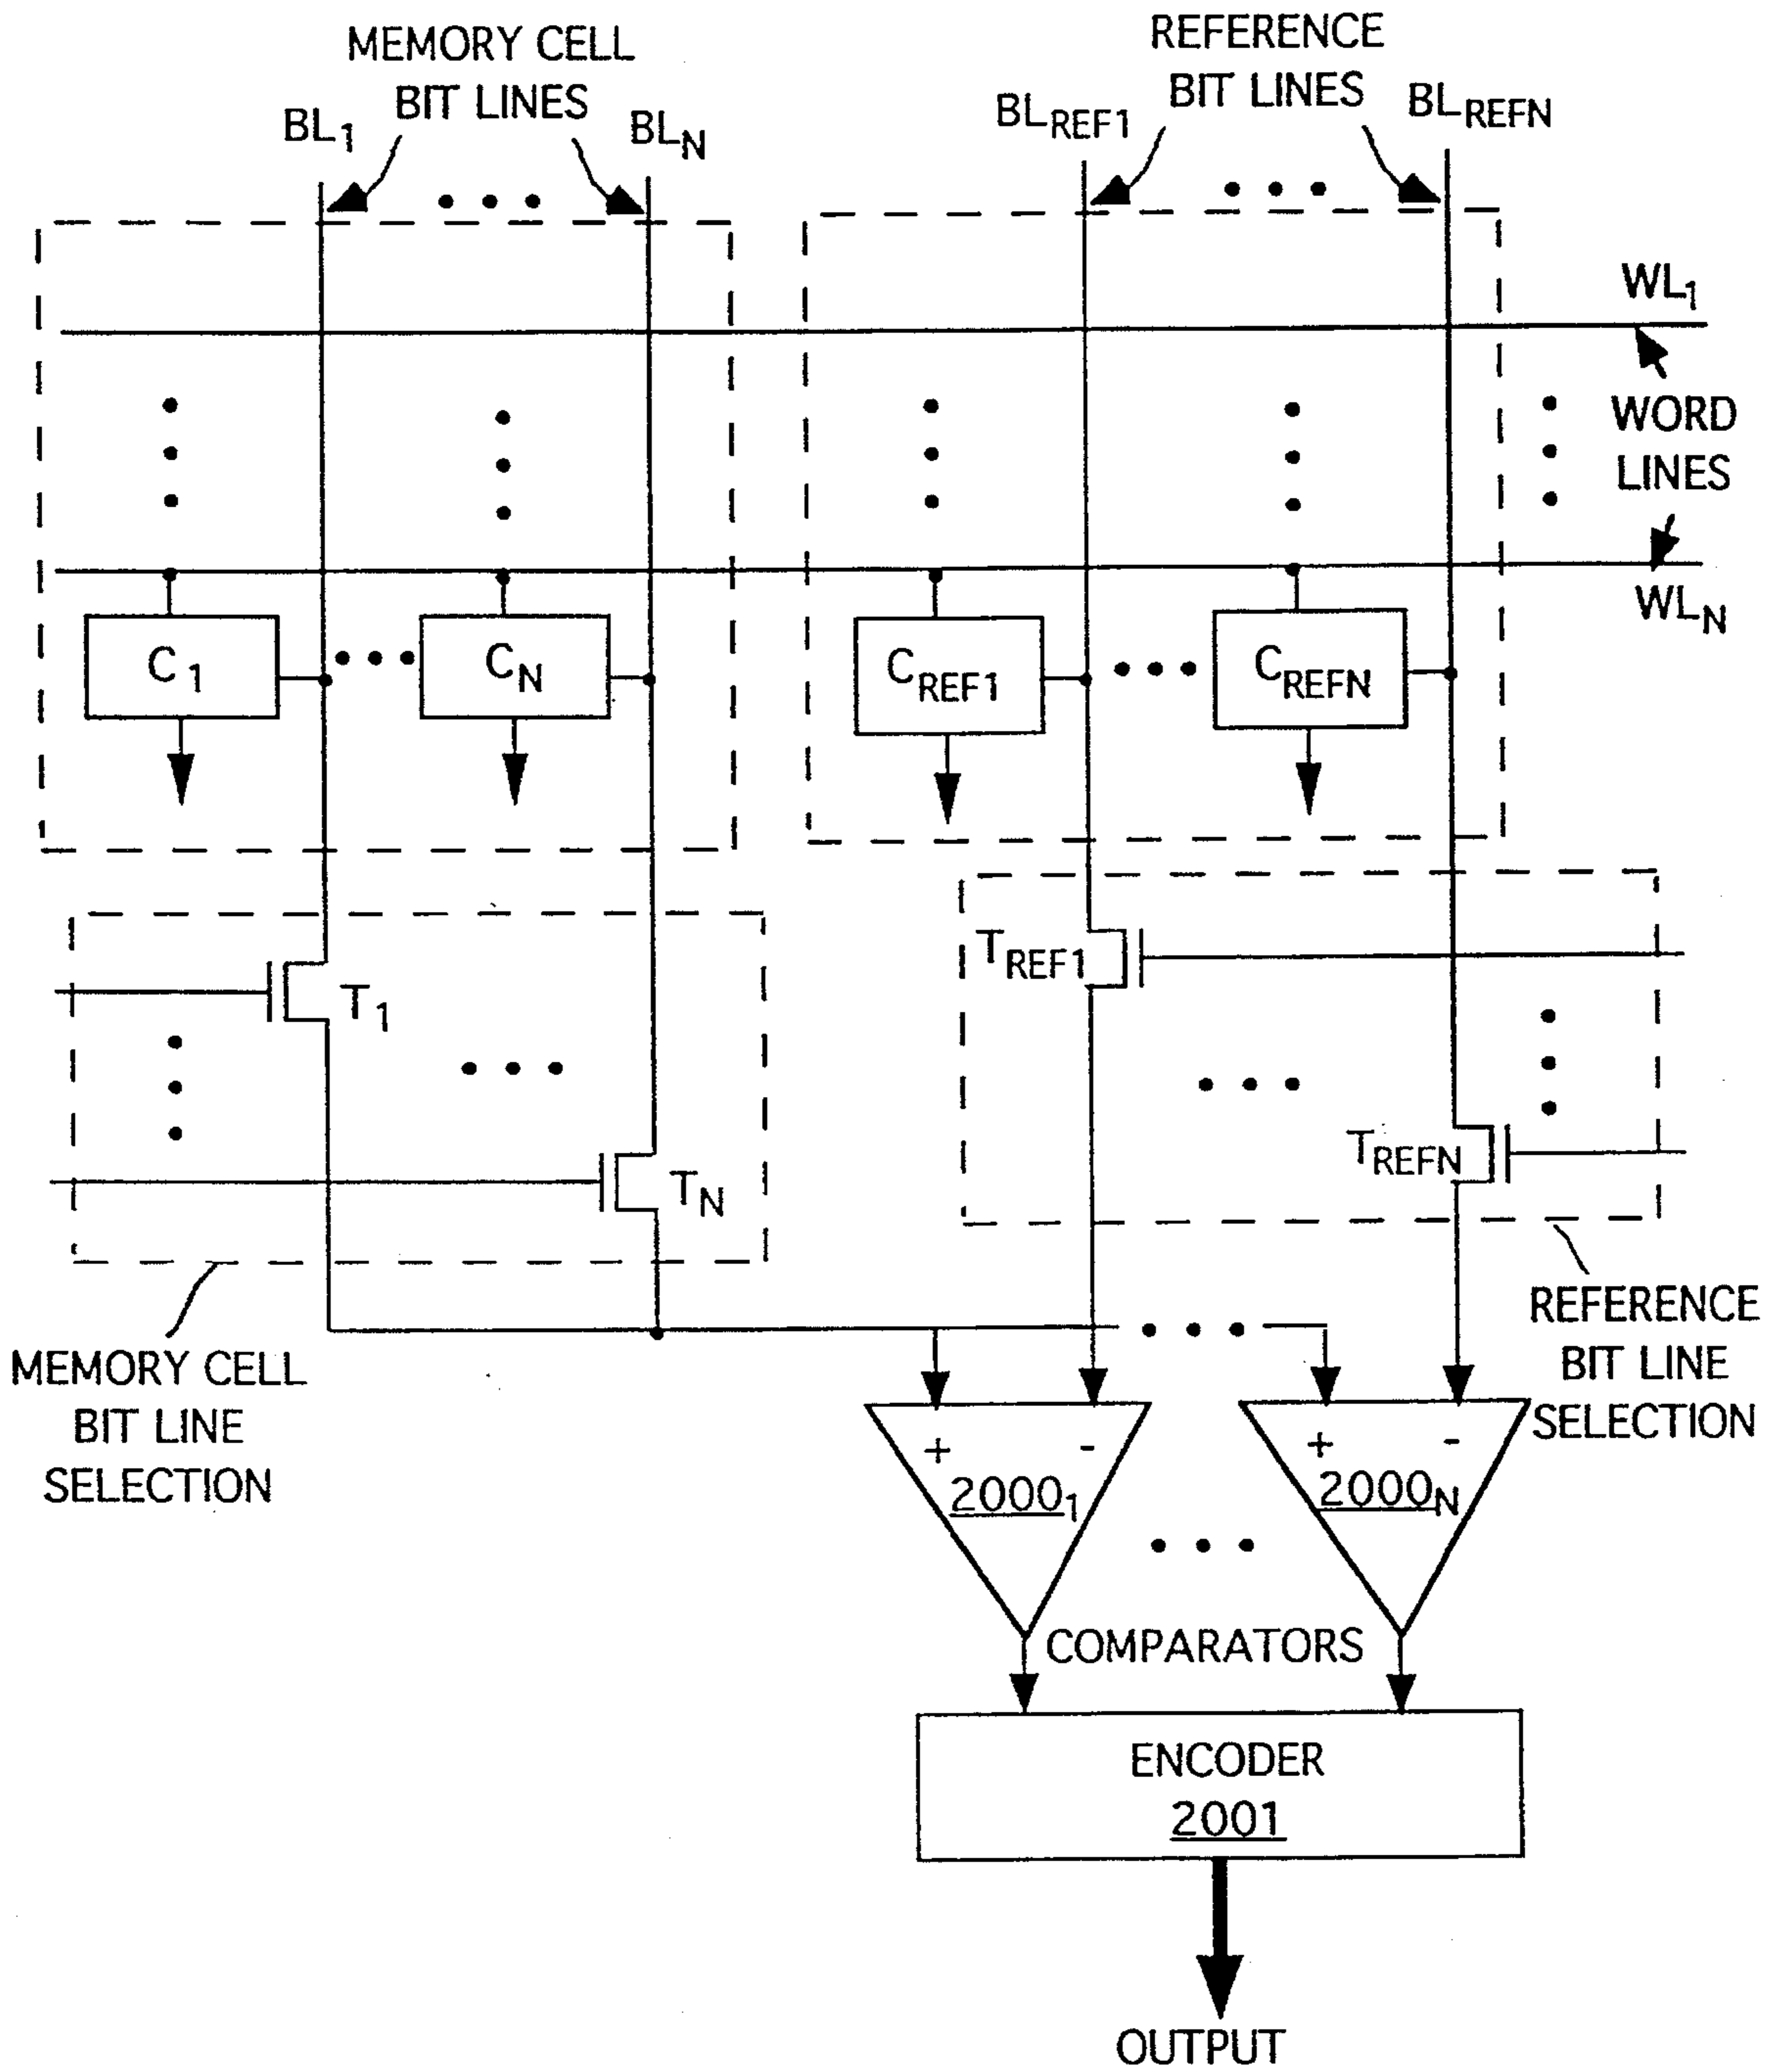 MEMORY CELL
BIT LINES
REFERENCE
BIT LINES
BL1
BLN
BLREF1
BLREFN
WL1
WORD
LINES
WLN
C1
CN
CREF1
CREFN
T1
TN
TREF1
TREFN
MEMORY CELL
BIT LINE
SELECTION
REFERENCE
BIT LINE
SELECTION
+
-
20001
+
-
2000N
COMPARATORS
ENCODER
2001
OUTPUT